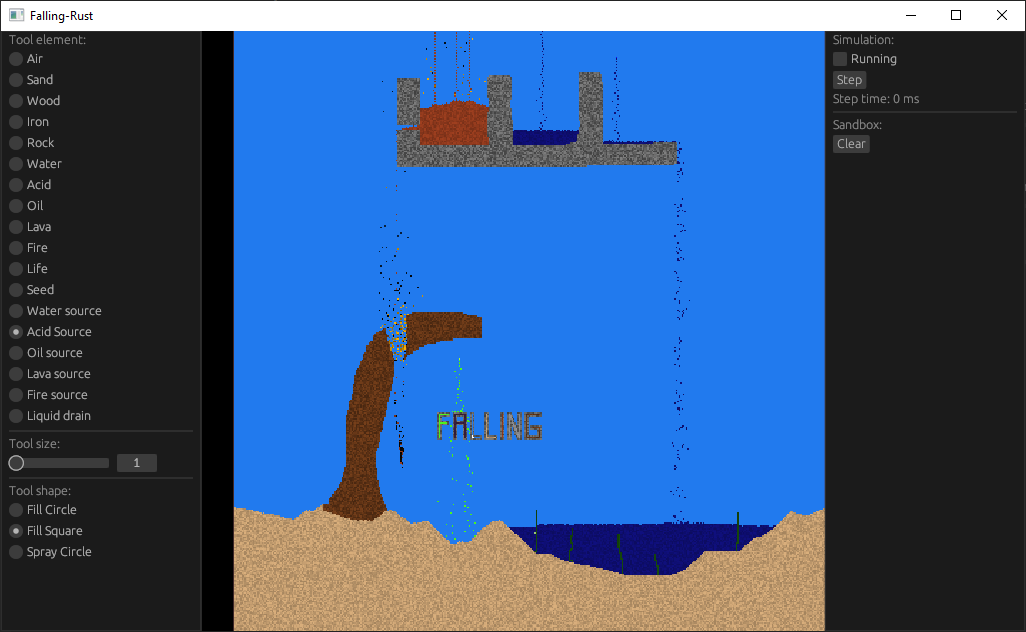 Falling-Rust
Tool element:
Air
Sand
Wood
Iron
Rock
Water
Acid
Oil
Lava
Fire
Life
Seed
Water source
Acid Source
Oil source
Lava source
Fire source
Liquid drain
Tool size:
1
Tool shape:
Fill Circle
Fill Square
Spray Circle
FALLING
Simulation:
Running
Step
Step time: 0 ms
Sandbox:
Clear